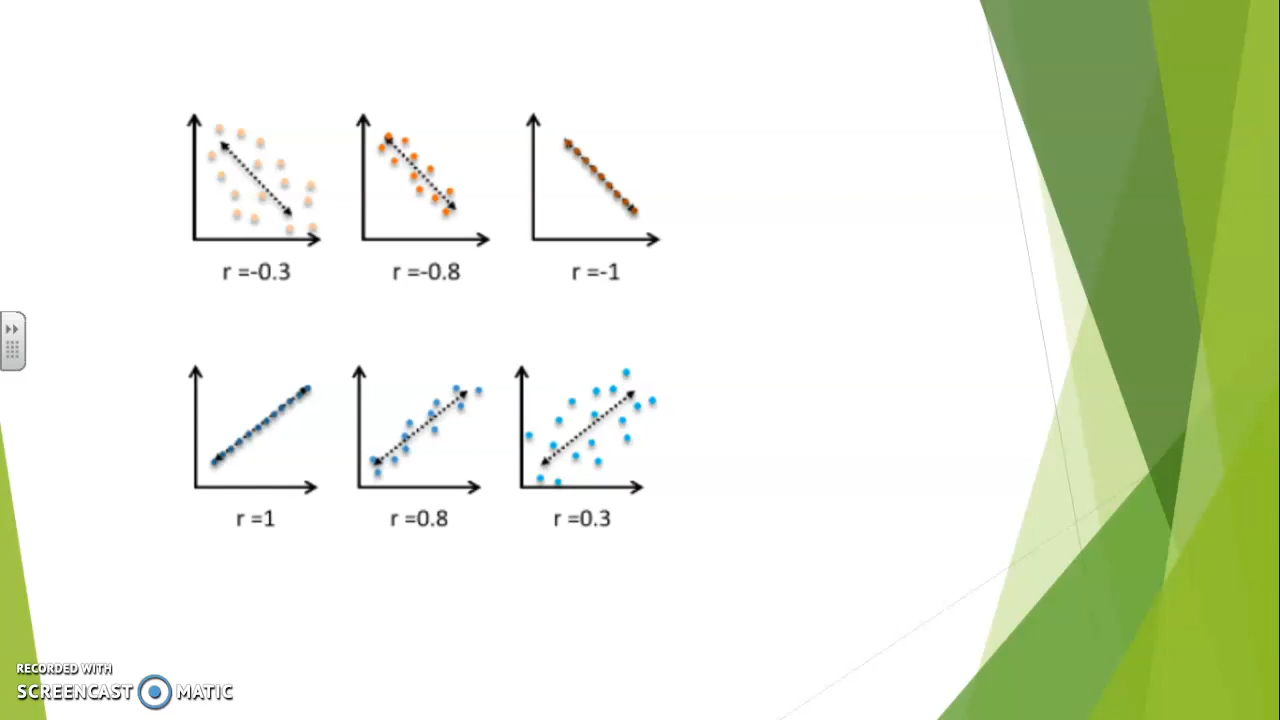 r =-0.3
r =-0.8
r =-1
r =1
r =0.8
r =0.3
RECORDED WITH
SCREENCAST MATIC